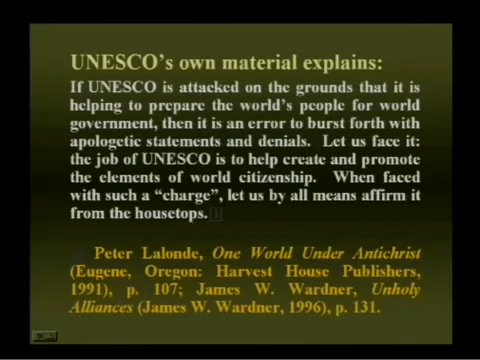 UNESCO's own material explains:
If UNESCO is attacked on the grounds that it is
helping to prepare the world's people for world
government, then it is an error to burst forth with
apologetic statements and denials. Let us face it:
the job of UNESCO is to help create and promote
the elements of world citizenship. When faced
with such a “charge”, let us by all means affirm it
from the housetops.
Peter Lalonde, One World Under Antichrist
(Eugene, Oregon: Harvest House Publishers,
1991), p. 107; James W. Wardner, Unholy
Alliances (James W. Wardner, 1996), p. 131.